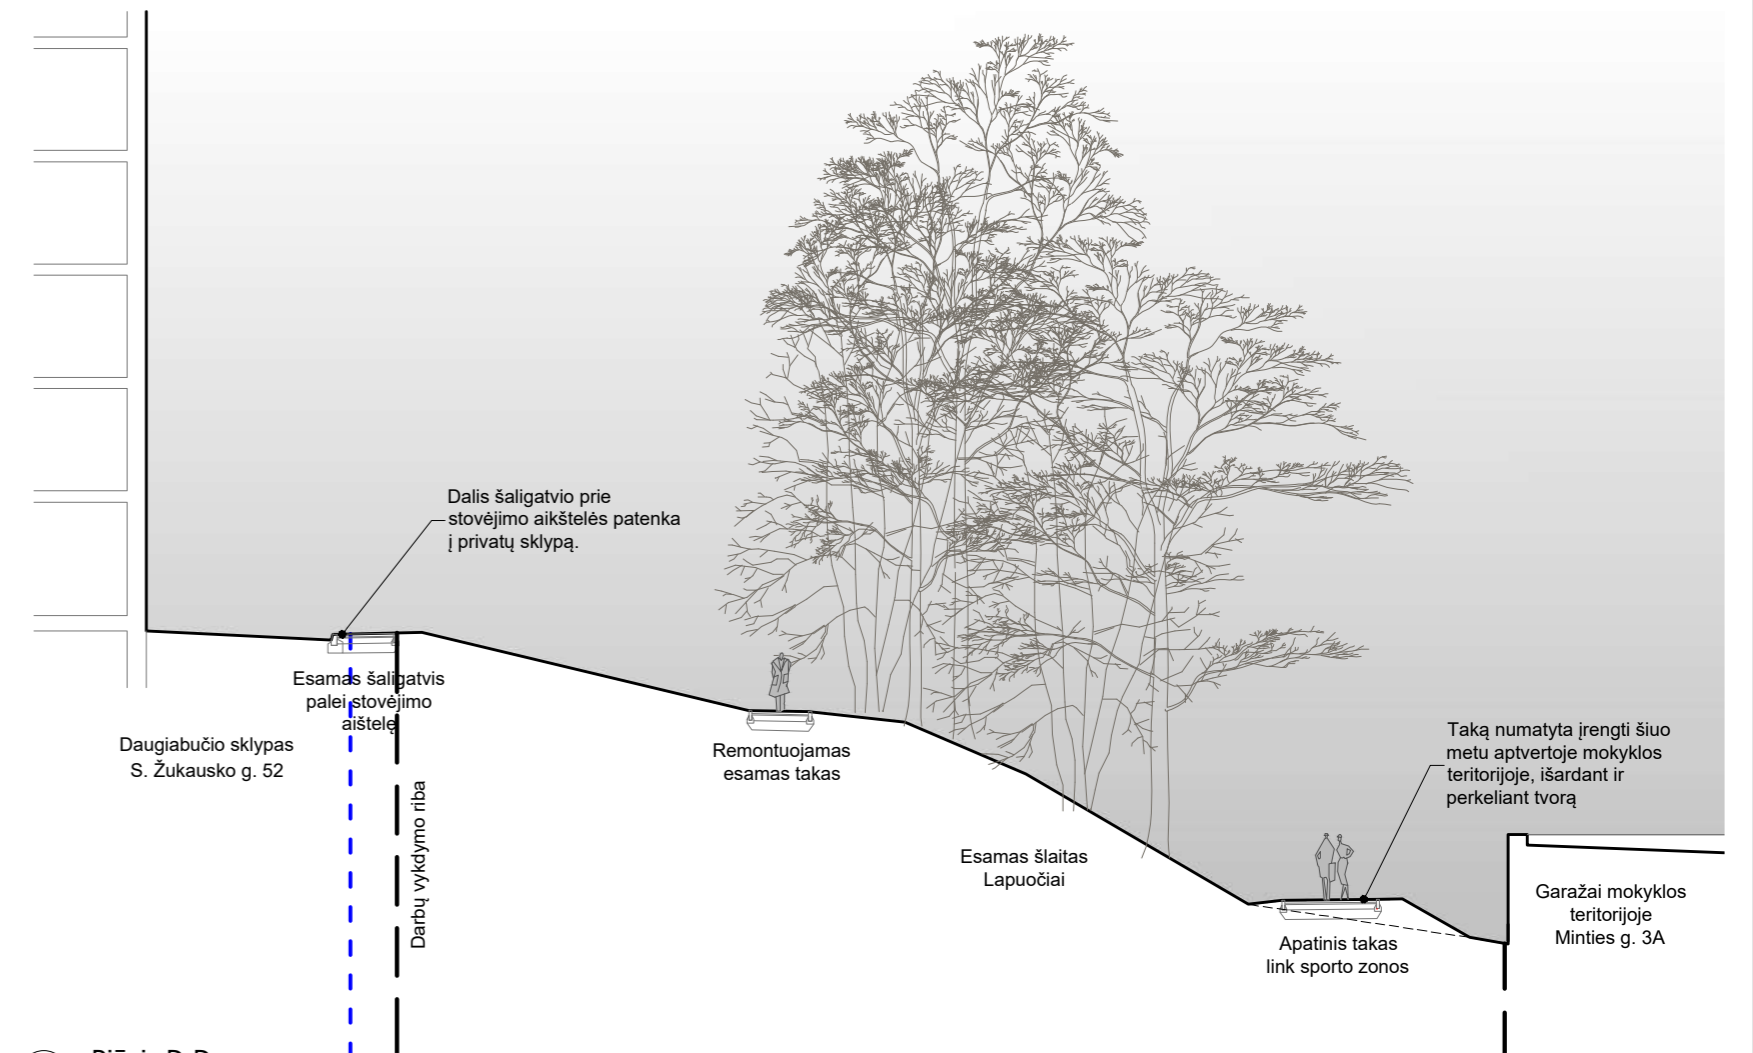 Dalis šaligatvio prie
stovėjimo aikštelės patenka
į privatų sklypą.
Esamas šaligatvis
palei stovėjimo
aištelę
Daugiabučio sklypas
S. Žukausko g. 52
Darbų vykdymo riba
Remontuojamas
esamas takas
Esamas šlaitas
Lapuočiai
Taką numatyta įrengti šiuo
metu aptvertoje mokyklos
teritorijoje, išardant ir
perkeliant tvorą
Apatinis takas
link sporto zonos
Garažai mokyklos
teritorijoje
Minties g. 3A